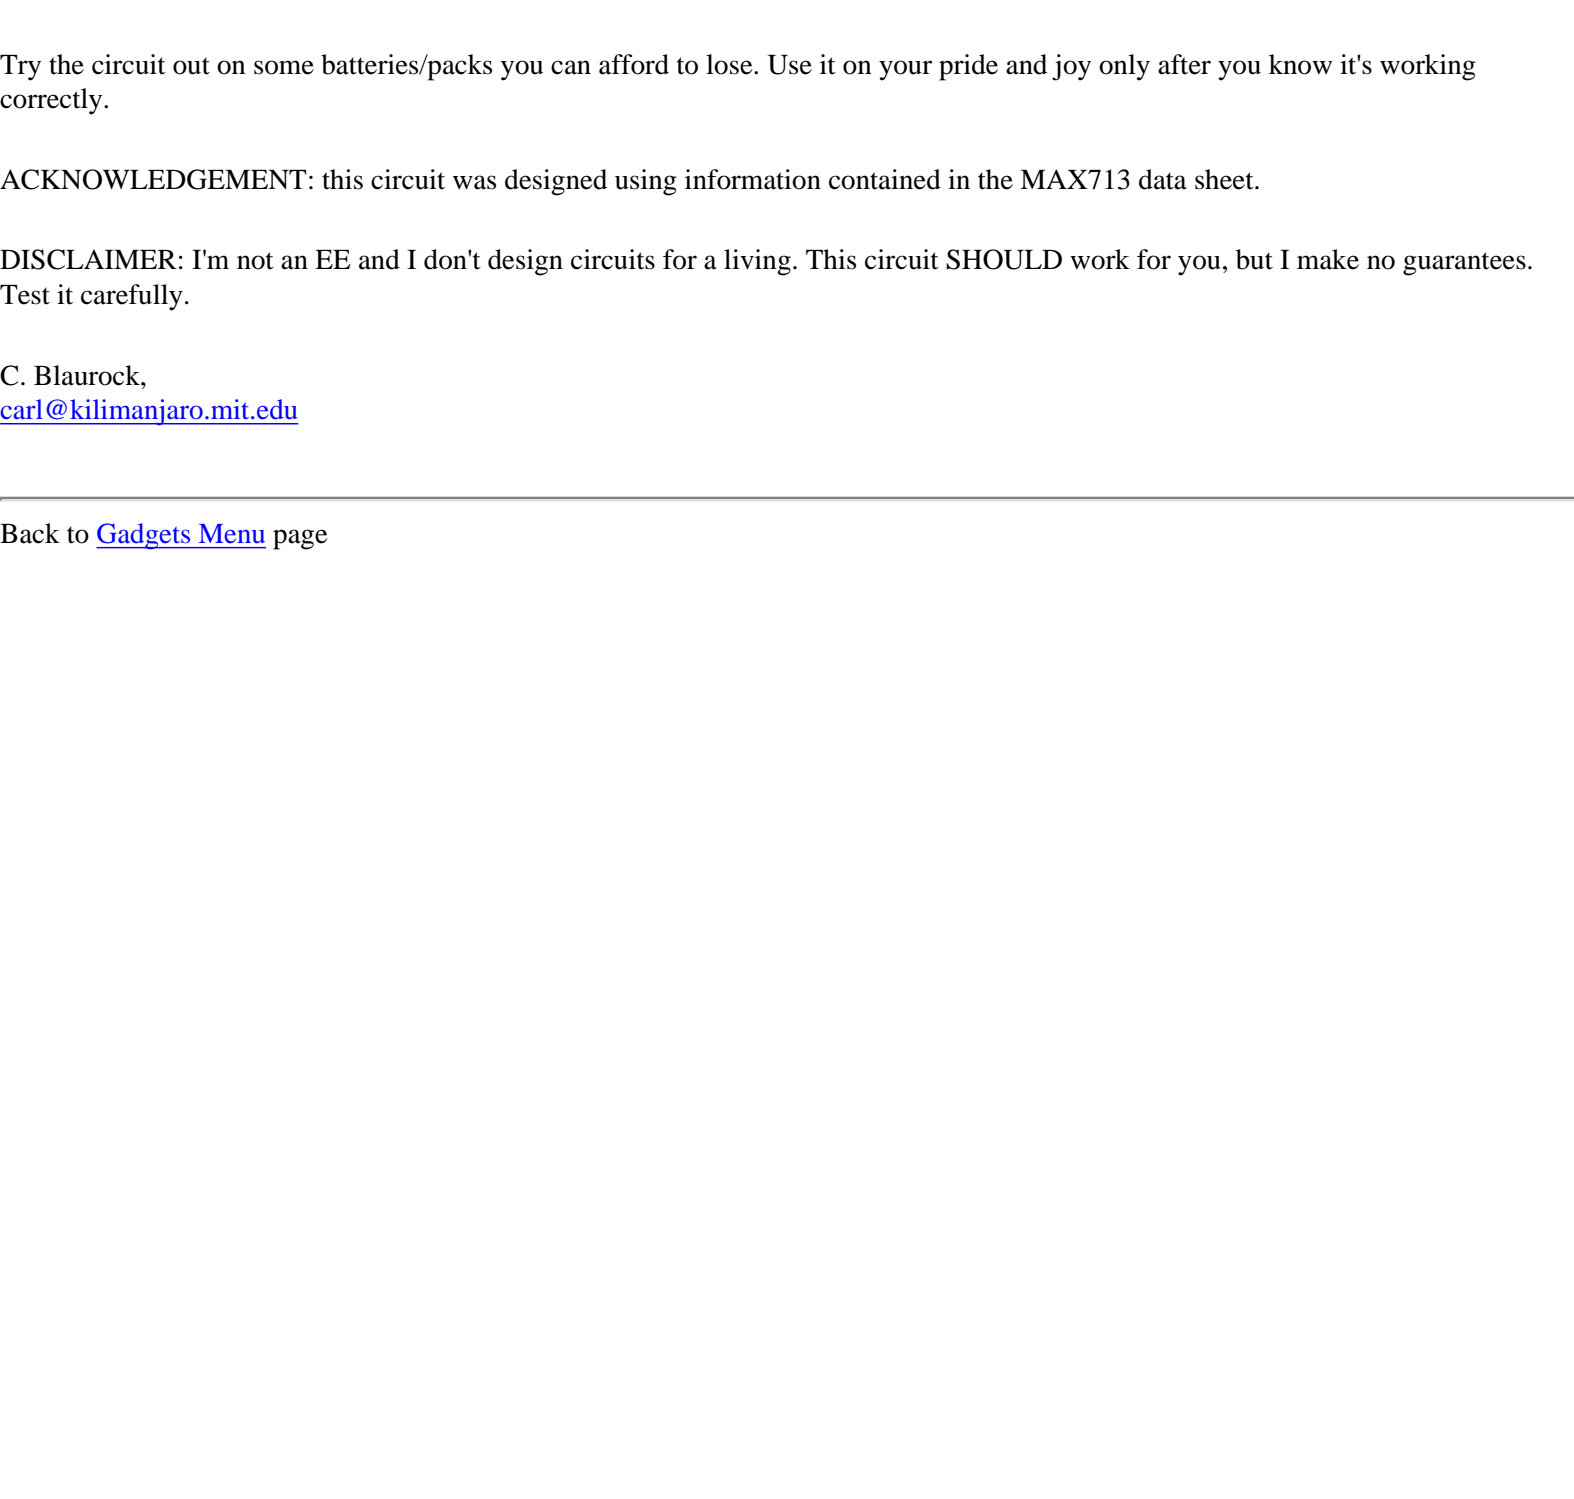 Try the circuit out on some batteries/packs you can afford to lose. Use it on your pride and joy only after you know it's working
correctly.
ACKNOWLEDGEMENT: this circuit was designed using information contained in the MAX713 data sheet.
DISCLAIMER: I'm not an EE and I don't design circuits for a living. This circuit SHOULD work for you, but I make no guarantees.
Test it carefully.
C. Blaurock,
carl@kilimanjaro.mit.edu
Back to Gadgets Menu page